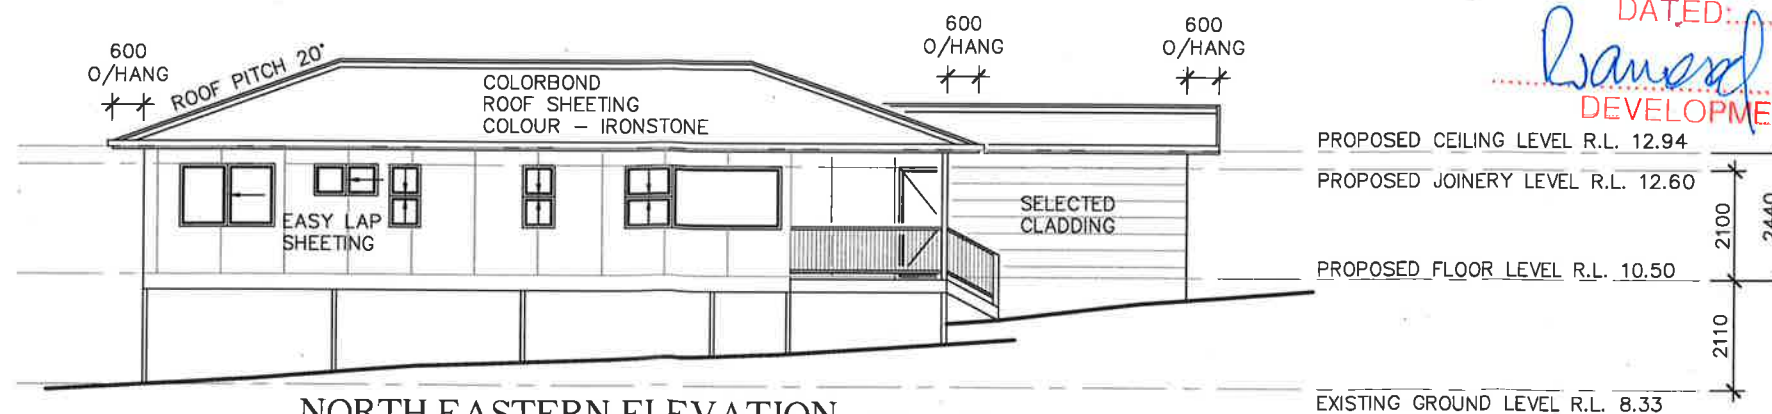 DATED:
DEVELOPME
600
O/HANG
ROOF PITCH 20°
COLORBOND
ROOF SHEETING
COLOUR – IRONSTONE
600
O/HANG
600
O/HANG
EASY LAP
SHEETING
SELECTED
CLADDING
PROPOSED CEILING LEVEL R.L. 12.94
PROPOSED JOINERY LEVEL R.L. 12.60
PROPOSED FLOOR LEVEL R.L. 10.50
EXISTING GROUND LEVEL R.L. 8.33
2100
2440
2110
NORTH EASTERN ELEVATION